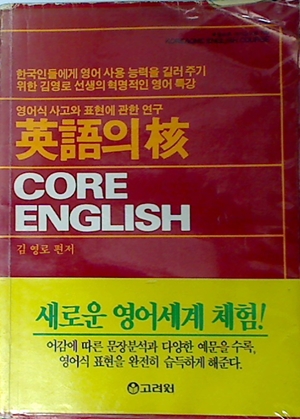 한국인들에게 영어 사용 능력을 길러 주기
위한 김영로 선생의 혁명적인 영어 특강
영어식 사고와 표현에 관한 연구
英語의核
CORE
ENGLISH
김 영로 편저
새로운 영어세계 체험!
어감에 따른 문장분석과 다양한 예문을 수록,
영어식 표현을 완전히 습득하게 해준다.
고려원